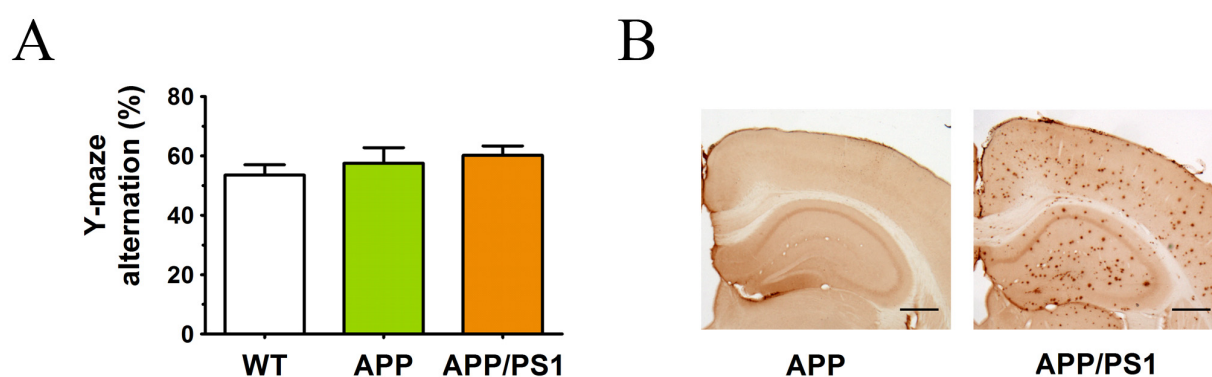 A
B
Y-maze
alternation (%)
80
60
40
20
0
WT
APP
APP/PS1
APP
APP/PS1